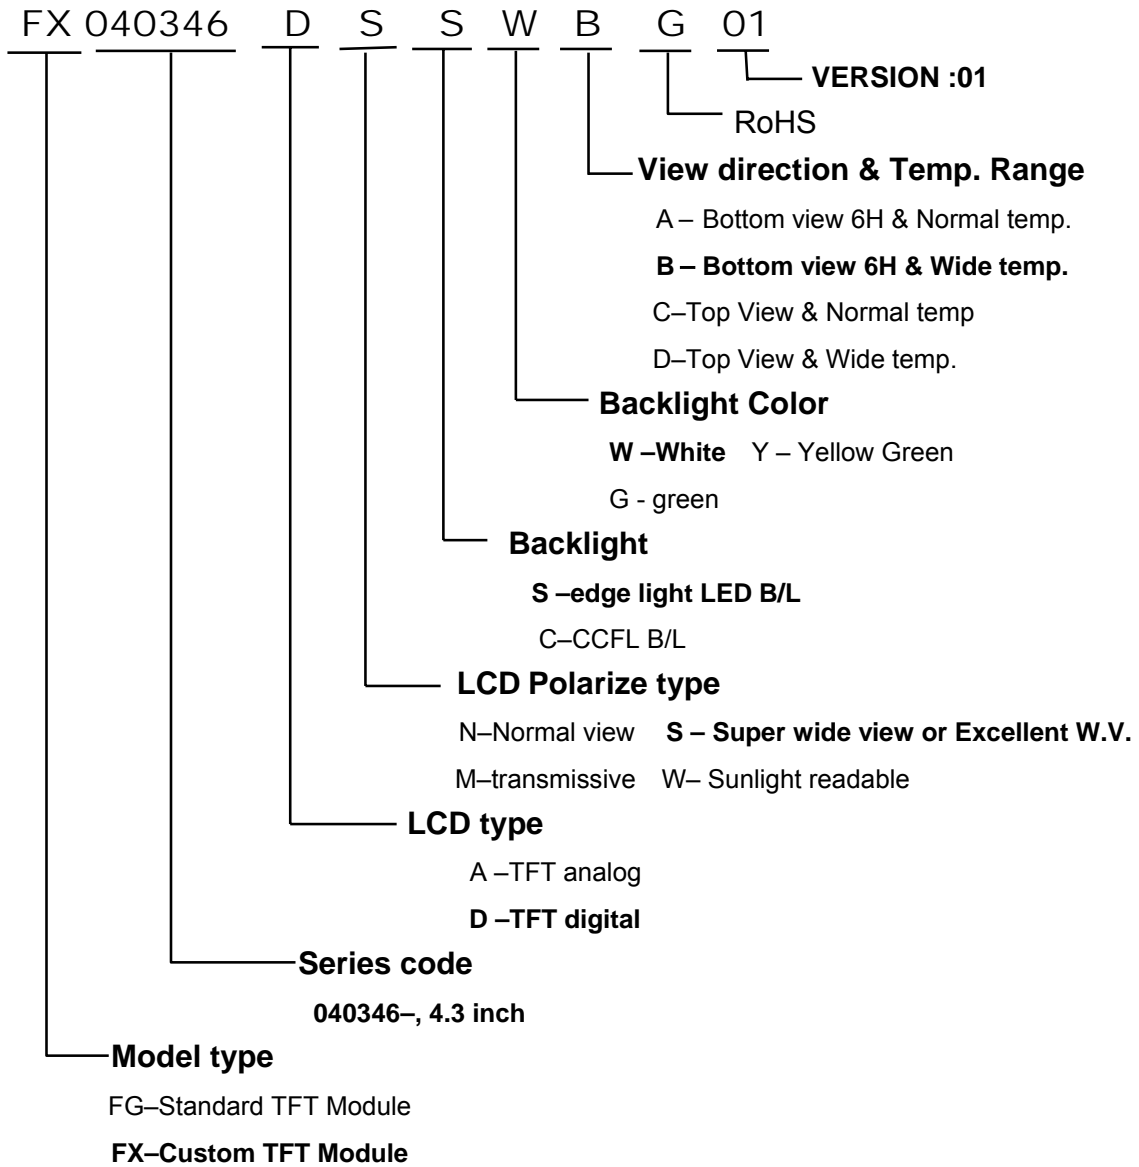 FX 040346 D S S W B G 01
VERSION :01
RoHS
View direction & Temp. Range
A – Bottom view 6H & Normal temp.
B – Bottom view 6H & Wide temp.
C–Top View & Normal temp
D–Top View & Wide temp.
Backlight Color
W –White Y – Yellow Green
G - green
Backlight
S –edge light LED B/L
C–CCFL B/L
LCD Polarize type
N–Normal view S – Super wide view or Excellent W.V.
M–transmissive W– Sunlight readable
LCD type
A –TFT analog
D –TFT digital
Series code
040346–, 4.3 inch
Model type
FG–Standard TFT Module
FX–Custom TFT Module